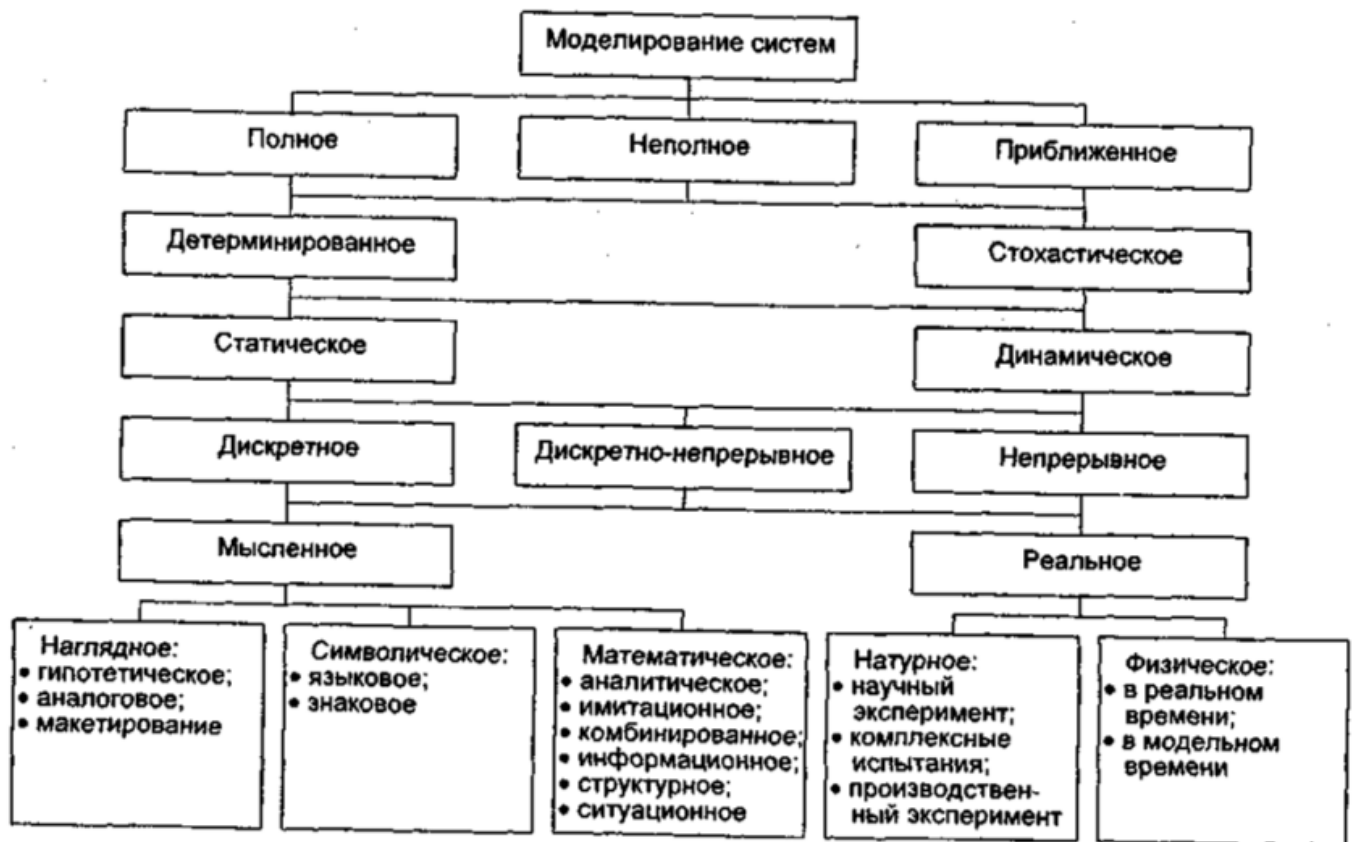 Моделирование систем
Полное
Неполное
Приближенное
Детерминированное
Стохастическое
Статическое
Динамическое
Дискретное
Дискретно-непрерывное
Непрерывное
Мысленное
Реальное
Наглядное:
• гипотетическое;
• аналоговое;
• макетирование
Символическое:
• языковое;
• знаковое
Математическое:
• аналитическое;
• имитационное;
• комбинированное;
• информационное;
• структурное;
• ситуационное
Натурное:
• научный
эксперимент;
• комплексные
испытания;
• производствен-
ный эксперимент
Физическое:
• в реальном
времени;
• в модельном
времени